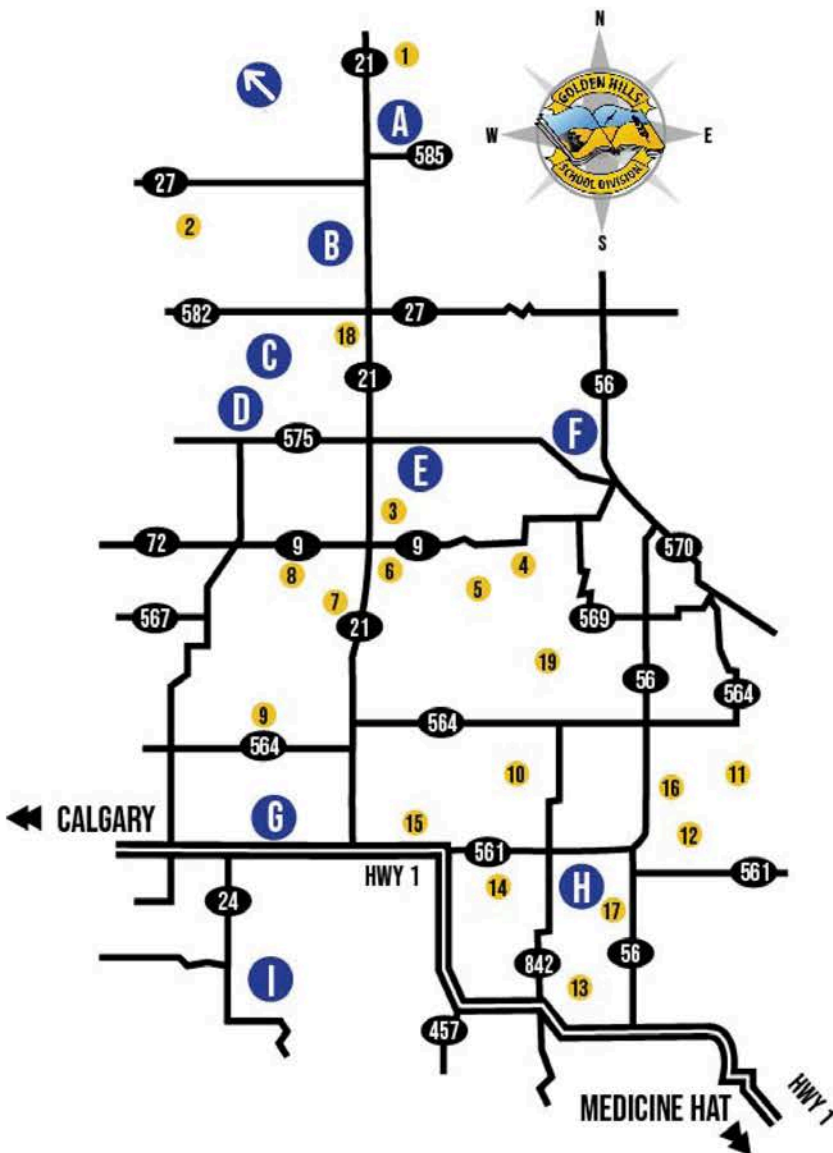 N
21
1
GOLDEN HILLS
A
W
E
585
SCHOOL DIVISION
27
2
B
S
582
27
18
C
21
56
D
575
F
E
3
72
9
9
570
6
4
8
5
7
567
21
569
19
56
564
9
564
564
10
11
16
CALGARY
G
15
12
561
HWY 1
561
14
H
24
17
842
56
I
13
457
HWY 1
MEDICINE HAT